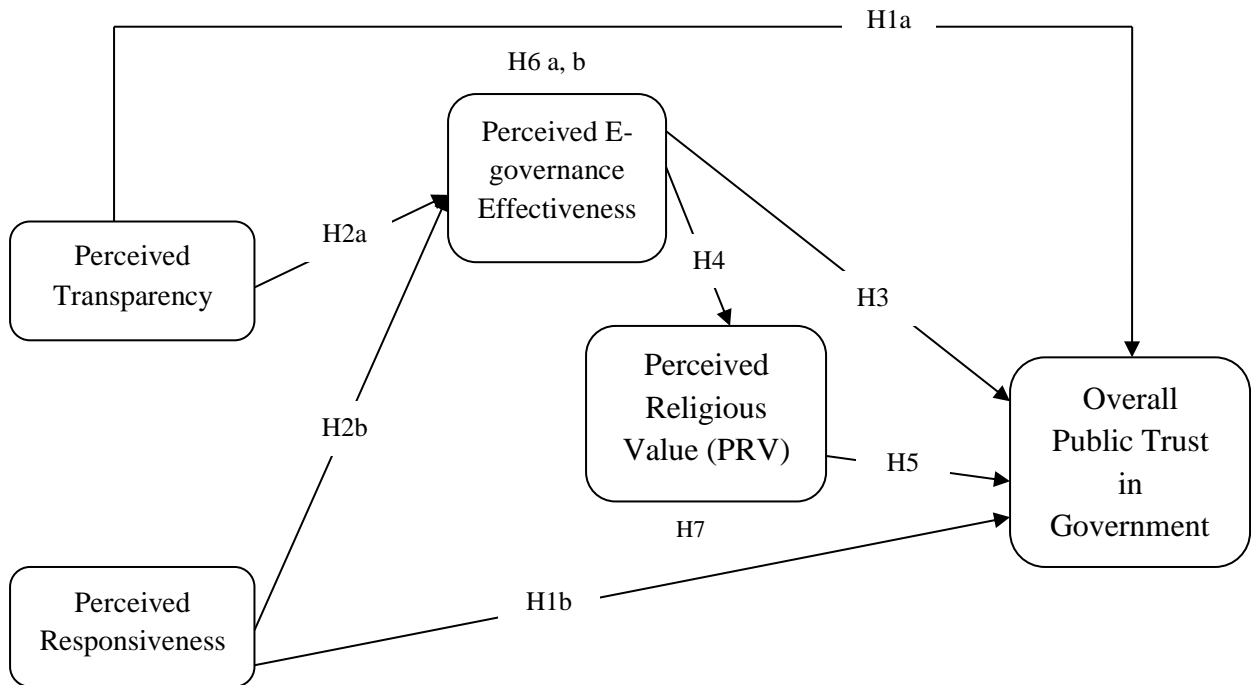 H1a
H6 a, b
Perceived E-
governance
Effectiveness
Perceived
Transparency
H2a
H4
H3
Perceived
Religious
Value (PRV)
Overall
Public Trust
in
Government
H2b
H5
H7
Perceived
Responsiveness
H1b